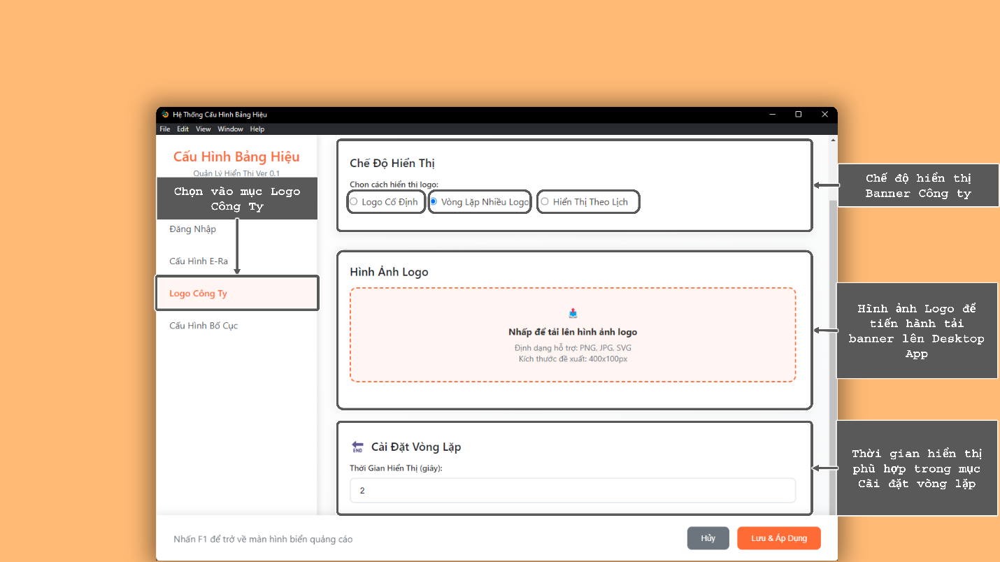 Hệ Thống Cấu Hình Bảng Hiệu
File Edit View Window Help
Cấu Hình Bảng Hiệu
Quản Lý Hiển Thị Ver 0.1
Chọn vào mục Logo
Công Ty
Đăng Nhập
Cấu Hình E-Ra
Logo Công Ty
Cấu Hình Bố Cục
Chế Độ Hiển Thị
Chọn cách hiển thị logo:
Logo Cố Định
Vòng Lặp Nhiều Logo
Hiển Thị Theo Lịch
Chế độ hiển thị
Banner Công ty
Hình Ảnh Logo
Nhấp để tải lên hình ảnh logo
Định dạng hỗ trợ: PNG, JPG, SVG
Kích thước đề xuất: 400x100px
Hình ảnh Logo để
tiến hành tải
banner lên Desktop
App
END
Cài Đặt Vòng Lặp
Thời Gian Hiển Thị (giây):
2
Thời gian hiển thị
phù hợp trong mục
Cài đặt vòng lặp
Nhấn F1 để trở về màn hình biển quảng cáo
Hủy
Lưu & Áp Dụng